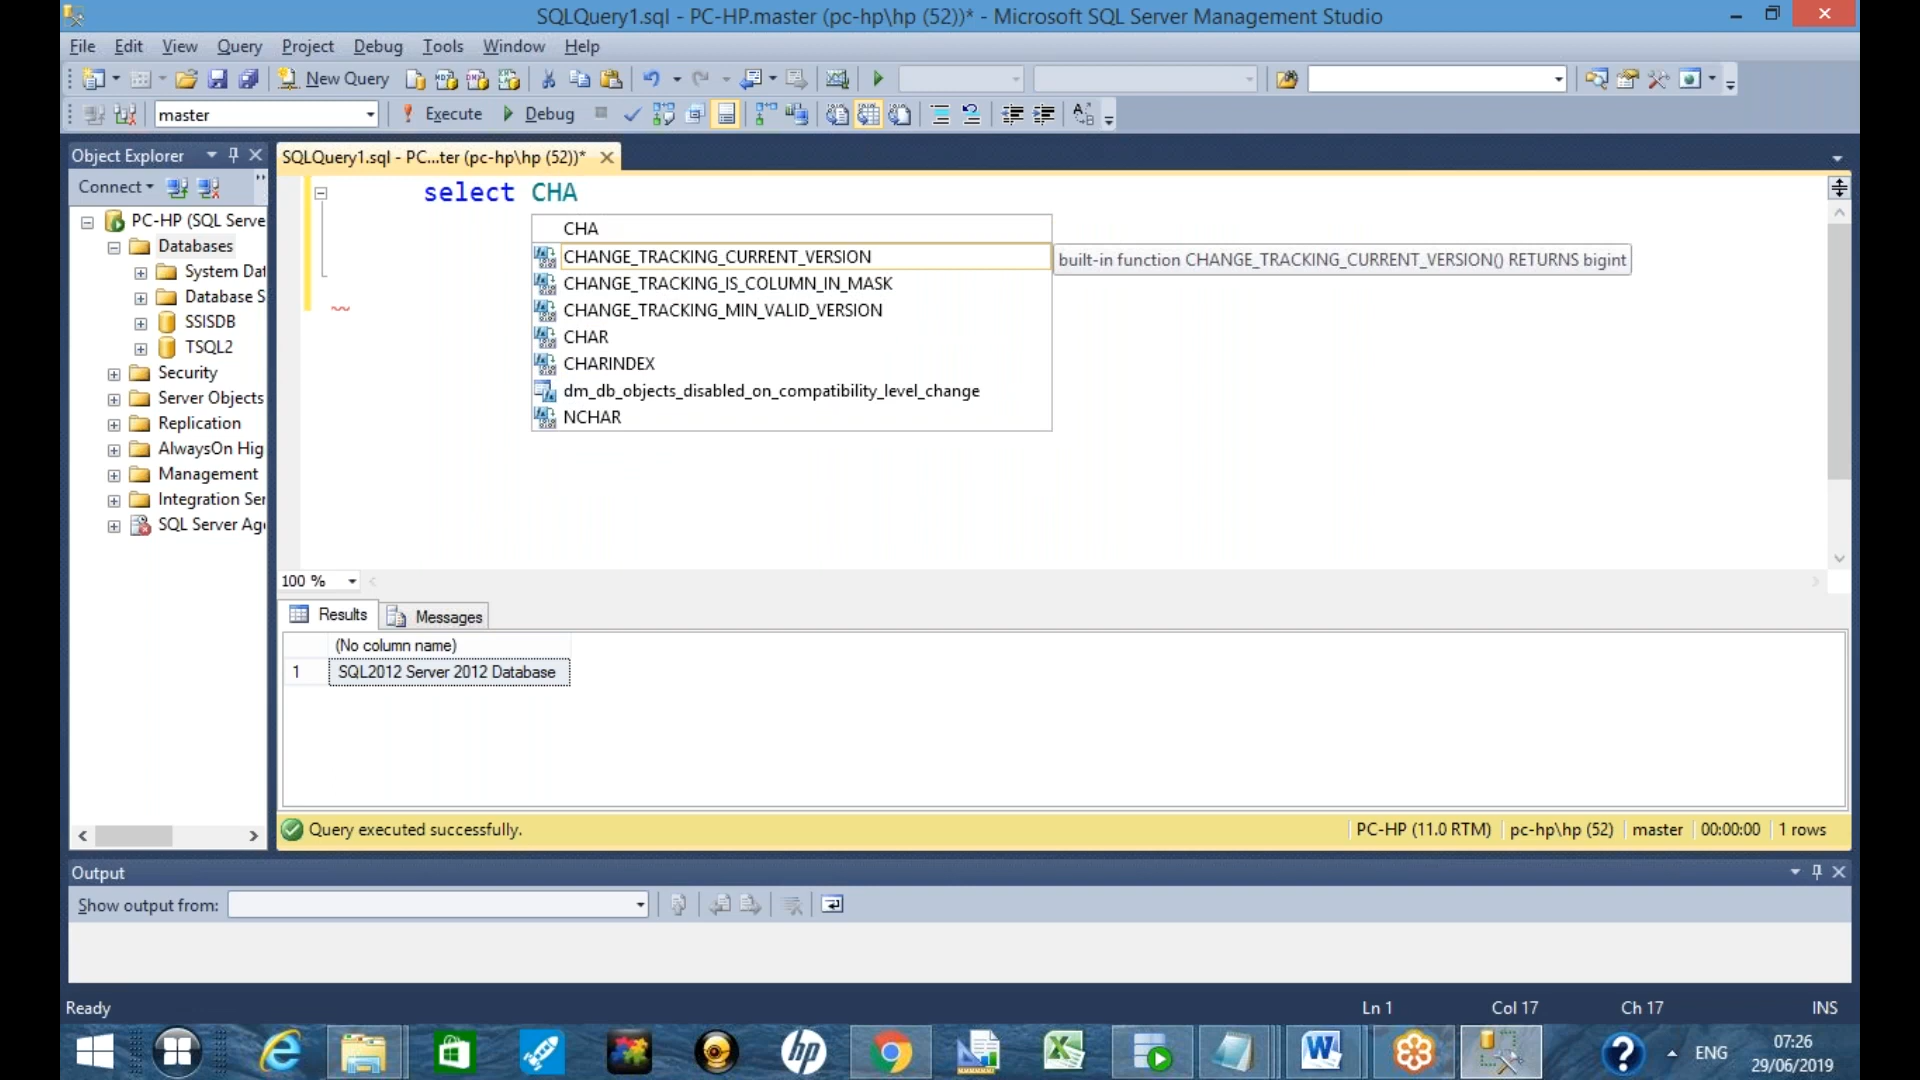 SQLQuery1.sql - PC-HP.master (pc-hp\hp (52))* - Microsoft SQL Server Management Studio
File Edit View Query Project Debug Tools Window Help
New Query
master Execute Debug
Object Explorer
SQLQuery1.sql - PC...ter (pc-hp\hp (52))*
Connect
PC-HP (SQL Serve
Databases
System Dat
Database S
SSISDB
TSQL2
Security
Server Objects
Replication
AlwaysOn Hig
Management
Integration Ser
SQL Server Age
select CHA
CHA
CHANGE_TRACKING_CURRENT_VERSION
built-in function CHANGE_TRACKING_CURRENT_VERSION() RETURNS bigint
CHANGE_TRACKING_IS_COLUMN_IN_MASK
CHANGE_TRACKING_MIN_VALID_VERSION
CHAR
CHARINDEX
dm_db_objects_disabled_on_compatibility_level_change
NCHAR
100 %
Results Messages
(No column name)
1 SQL2012 Server 2012 Database
Query executed successfully.
PC-HP (11.0 RTM) pc-hp\hp (52) master 00:00:00 1 rows
Output
Show output from:
Ready Ln 1 Col 17 Ch 17 INS
hp
ENG
07:26
29/06/2019